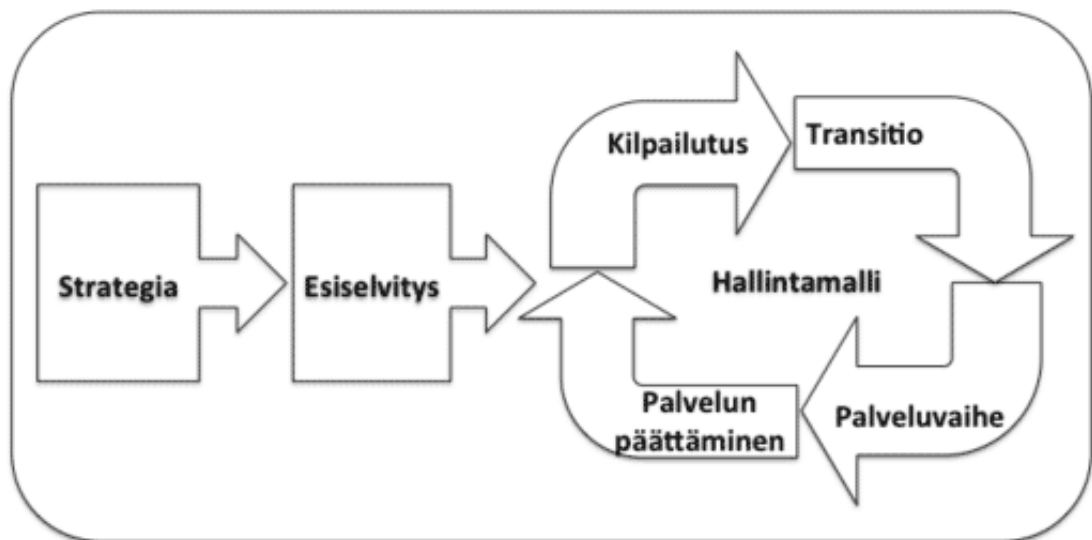 Strategia
Esiselvitys
Kilpailutus
Transitio
Hallintamalli
Palveluvaihe
Palvelun
päättäminen